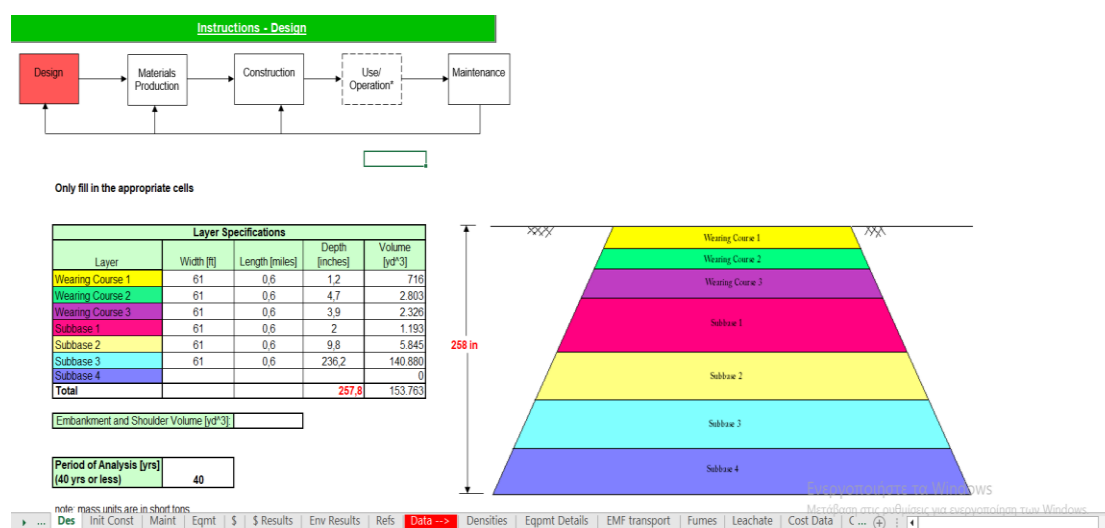 Instructions - Design
Design
Materials
Production
Construction
Use/
Operation*
Maintenance
Only fill in the appropriate cells
Layer Specifications
Layer Width [ft] Length [miles] Depth [inches] Volume [yd^3]
Wearing Course 1 61 0,6 1,2 716
Wearing Course 2 61 0,6 4,7 2.803
Wearing Course 3 61 0,6 3,9 2.326
Subbase 1 61 0,6 2 1.193
Subbase 2 61 0,6 9,8 5.845
Subbase 3 61 0,6 236,2 140.880
Subbase 4 0
Total 257,8 153.763
Embankment and Shoulder Volume [yd^3]:
Period of Analysis [yrs]
(40 yrs or less) 40
note: mass units are in short tons
258 in
Wearing Course 1
Wearing Course 2
Wearing Course 3
Subbase 1
Subbase 2
Subbase 3
Subbase 4
Ενεργοποιήστε τα Windows
Μετάβαση στις ρυθμίσεις για ενεργοποίηση των Windows
... Des Init Const Maint Eqmt $ $ Results Env Results Refs Data --> Densities Eqpmt Details EMF transport Fumes Leachate Cost Data C ...